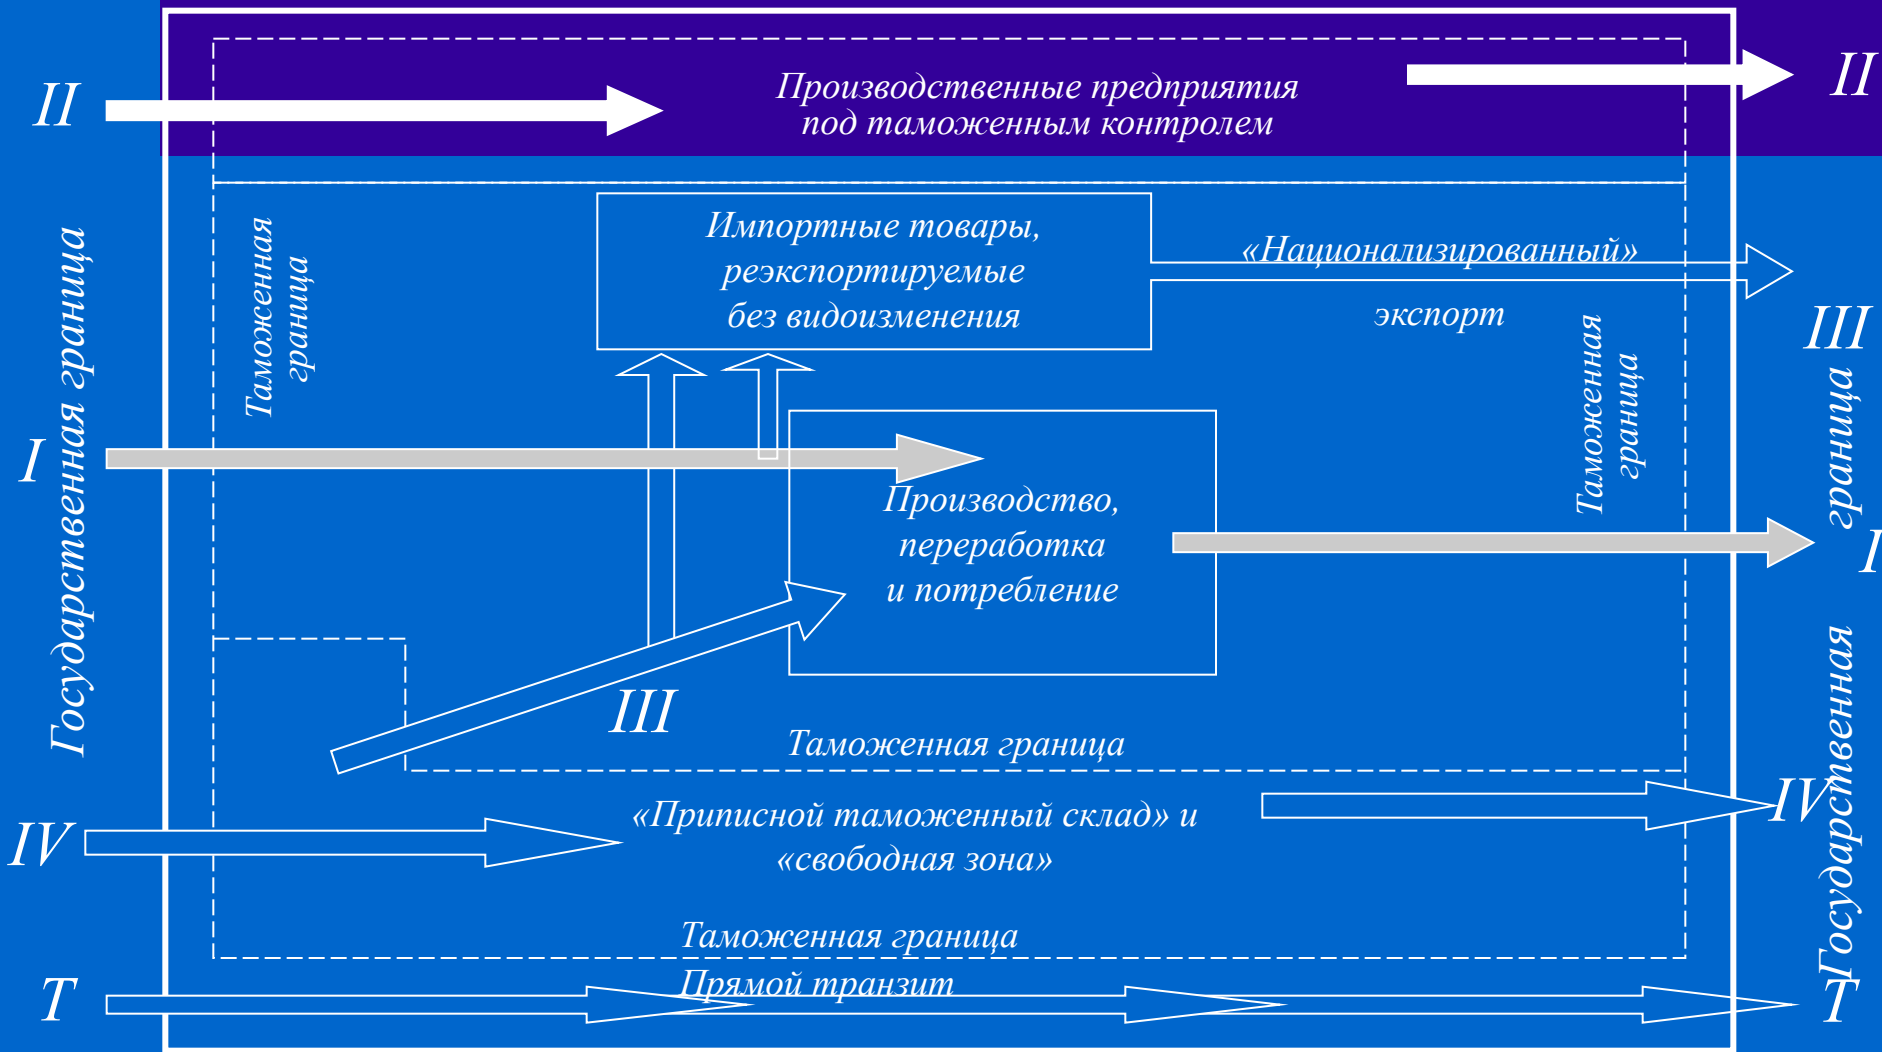 II
Производственные предприятия
под таможенным контролем
II
Государственная граница
Таможенная
граница
Импортные товары,
реэкспортируемые
без видоизменения
«Национализированный»
экспорт
Таможенная
граница
III
Государственная граница
I
Производство,
переработка
и потребление
I
III
Таможенная граница
IV
«Приписной таможенный склад» и
«свободная зона»
IV
Таможенная граница
T
Прямой транзит
T